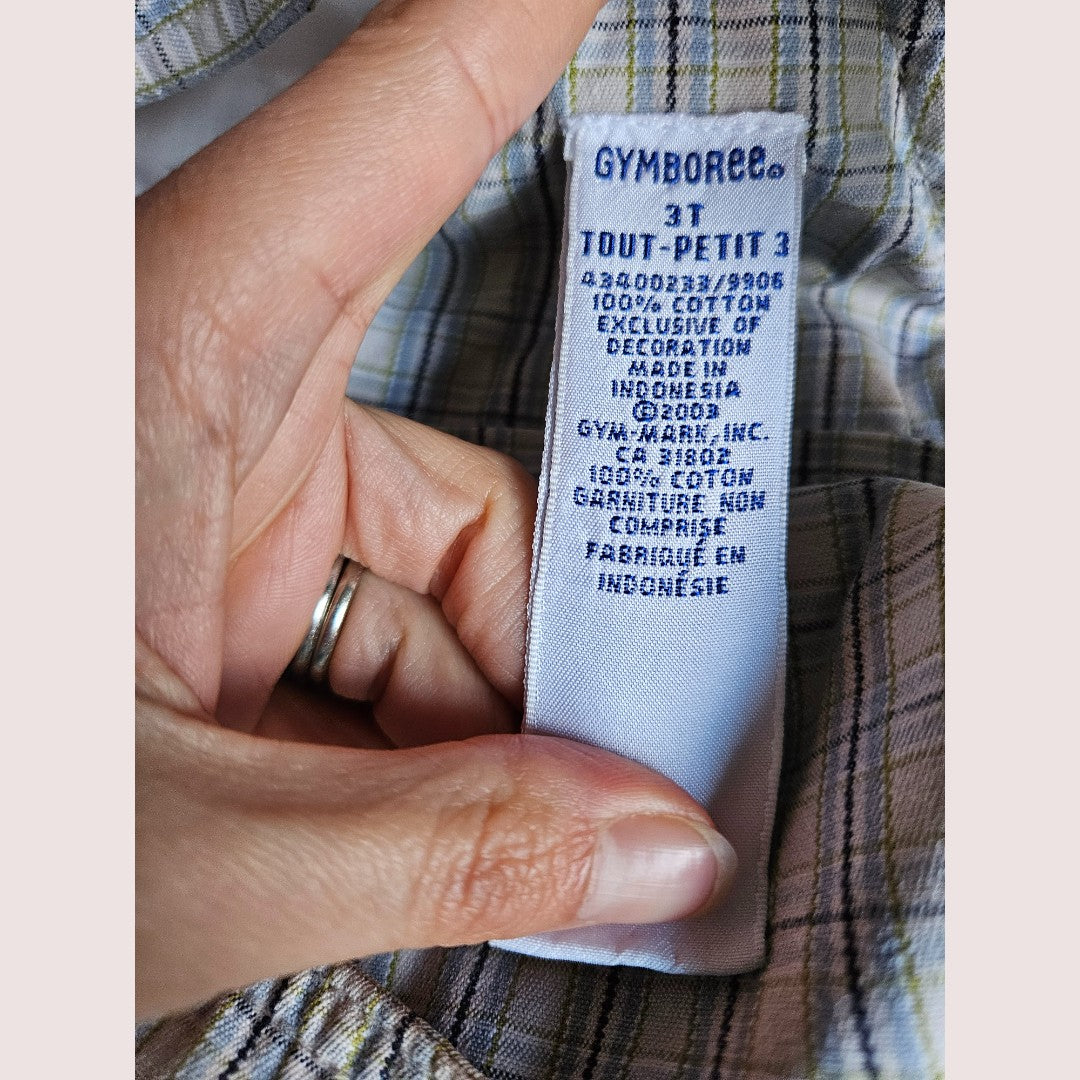 GYMBORee®
3T
TOUT-PETIT 3
43400233/9906
100% COTTON
EXCLUSIVE OF
DECORATION
MADE IN
INDONESIA
©2003
GYM-MARK, INC.
CA 31802
100% COTON
GARNITURE NON
COMPRISE
FABRIQUÉ EN
INDONÉSIE